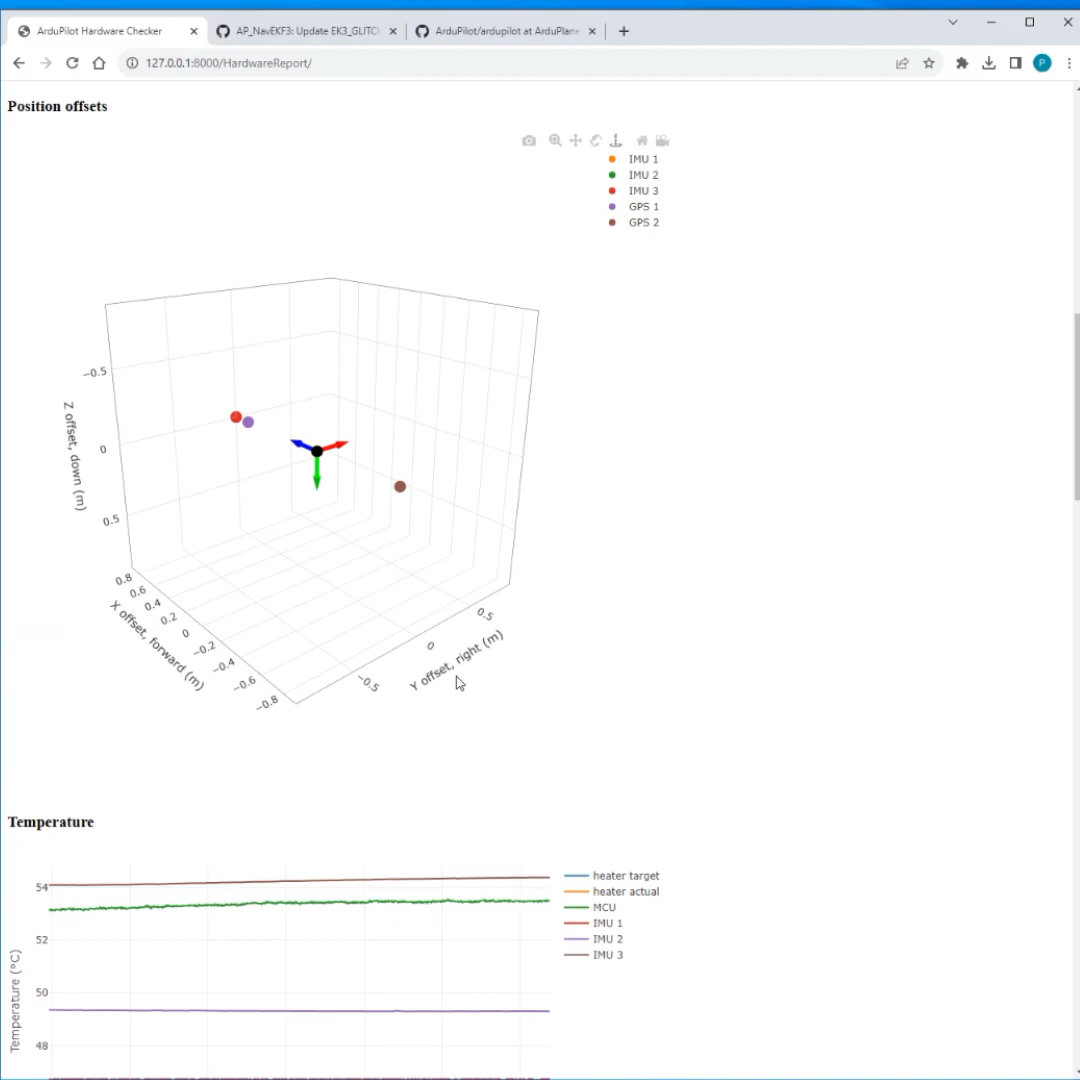 ArduPilot Hardware Checker
AP_NavEKF3: Update EK3_GLITCH
ArduPilot/ardupilot at ArduPlane
127.0.0.1:8000/HardwareReport/
P
Position offsets
IMU 1
IMU 2
IMU 3
GPS 1
GPS 2
−0.5
0
0.5
Z offset, down (m)
0.8
0.6
0.4
0.2
0
−0.2
−0.4
−0.6
−0.8
X offset, forward (m)
−0.5
0
0.5
Y offset, right (m)
Temperature
54
52
50
48
Temperature (°C)
heater target
heater actual
MCU
IMU 1
IMU 2
IMU 3